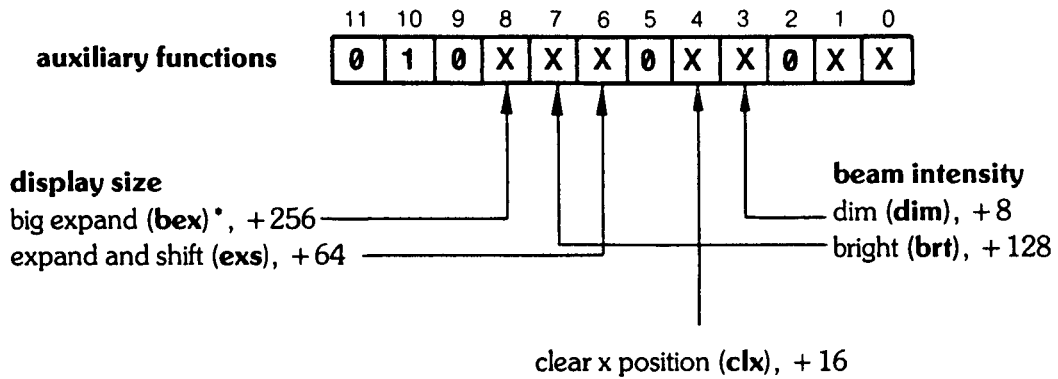 11 10 9 8 7 6 5 4 3 2 1 0
auxiliary functions 0 1 0 X X X 0 X X 0 X X
display size
big expand (bex)*, +256
expand and shift (exs), +64
beam intensity
dim (dim), +8
bright (brt), +128
clear x position (clx), +16